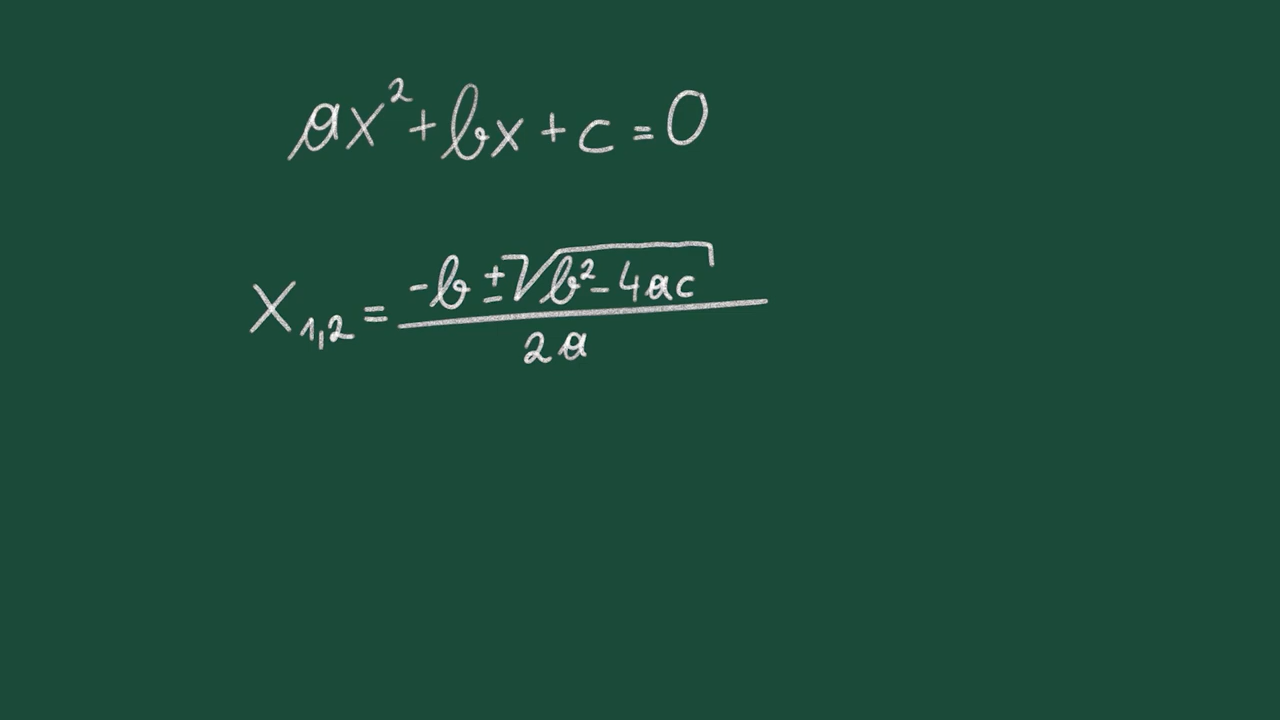 ax² + bx + c = 0
X₁,₂ = (-b ± √(b² - 4ac)) / 2a